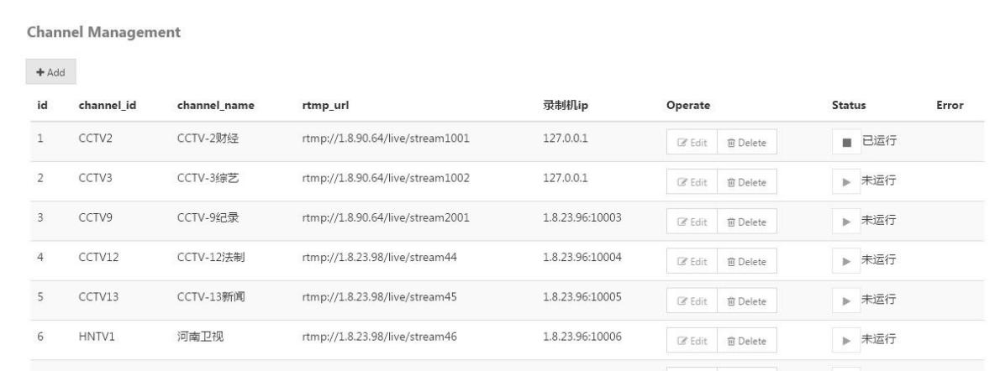 Channel Management
Add
id channel_id channel_name rtmp_url 录制机ip Operate Status Error
1 CCTV2 CCTV-2财经 rtmp://1.8.90.64/live/stream1001 127.0.0.1 Edit Delete 已运行
2 CCTV3 CCTV-3综艺 rtmp://1.8.90.64/live/stream1002 127.0.0.1 Edit Delete 未运行
3 CCTV9 CCTV-9纪录 rtmp://1.8.90.64/live/stream2001 1.8.23.96:10003 Edit Delete 未运行
4 CCTV12 CCTV-12法制 rtmp://1.8.23.98/live/stream44 1.8.23.96:10004 Edit Delete 未运行
5 CCTV13 CCTV-13新闻 rtmp://1.8.23.98/live/stream45 1.8.23.96:10005 Edit Delete 未运行
6 HNTV1 河南卫视 rtmp://1.8.23.98/live/stream46 1.8.23.96:10006 Edit Delete 未运行